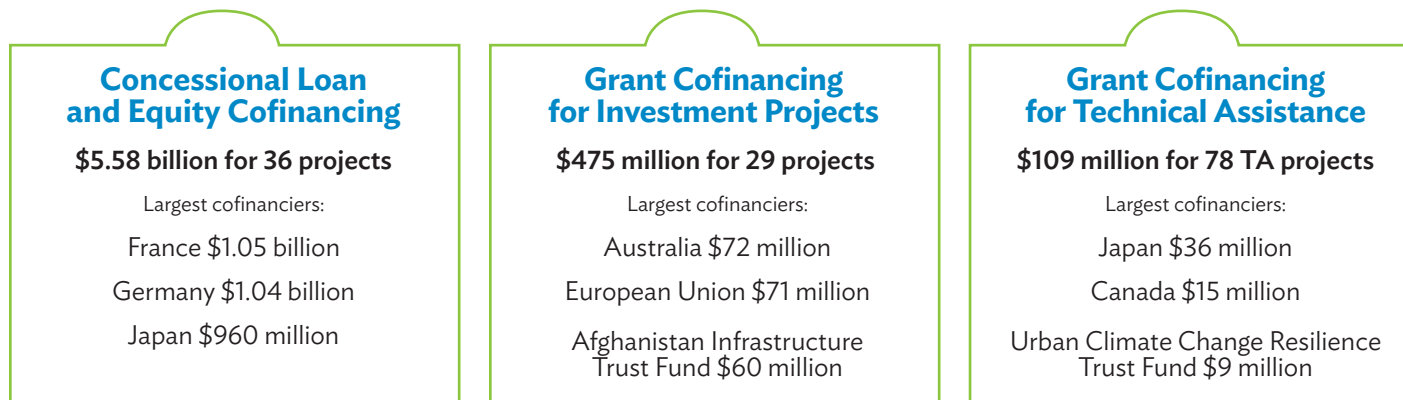 Concessional Loan
and Equity Cofinancing
$5.58 billion for 36 projects
Largest cofinanciers:
France $1.05 billion
Germany $1.04 billion
Japan $960 million
Grant Cofinancing
for Investment Projects
$475 million for 29 projects
Largest cofinanciers:
Australia $72 million
European Union $71 million
Afghanistan Infrastructure
Trust Fund $60 million
Grant Cofinancing
for Technical Assistance
$109 million for 78 TA projects
Largest cofinanciers:
Japan $36 million
Canada $15 million
Urban Climate Change Resilience
Trust Fund $9 million